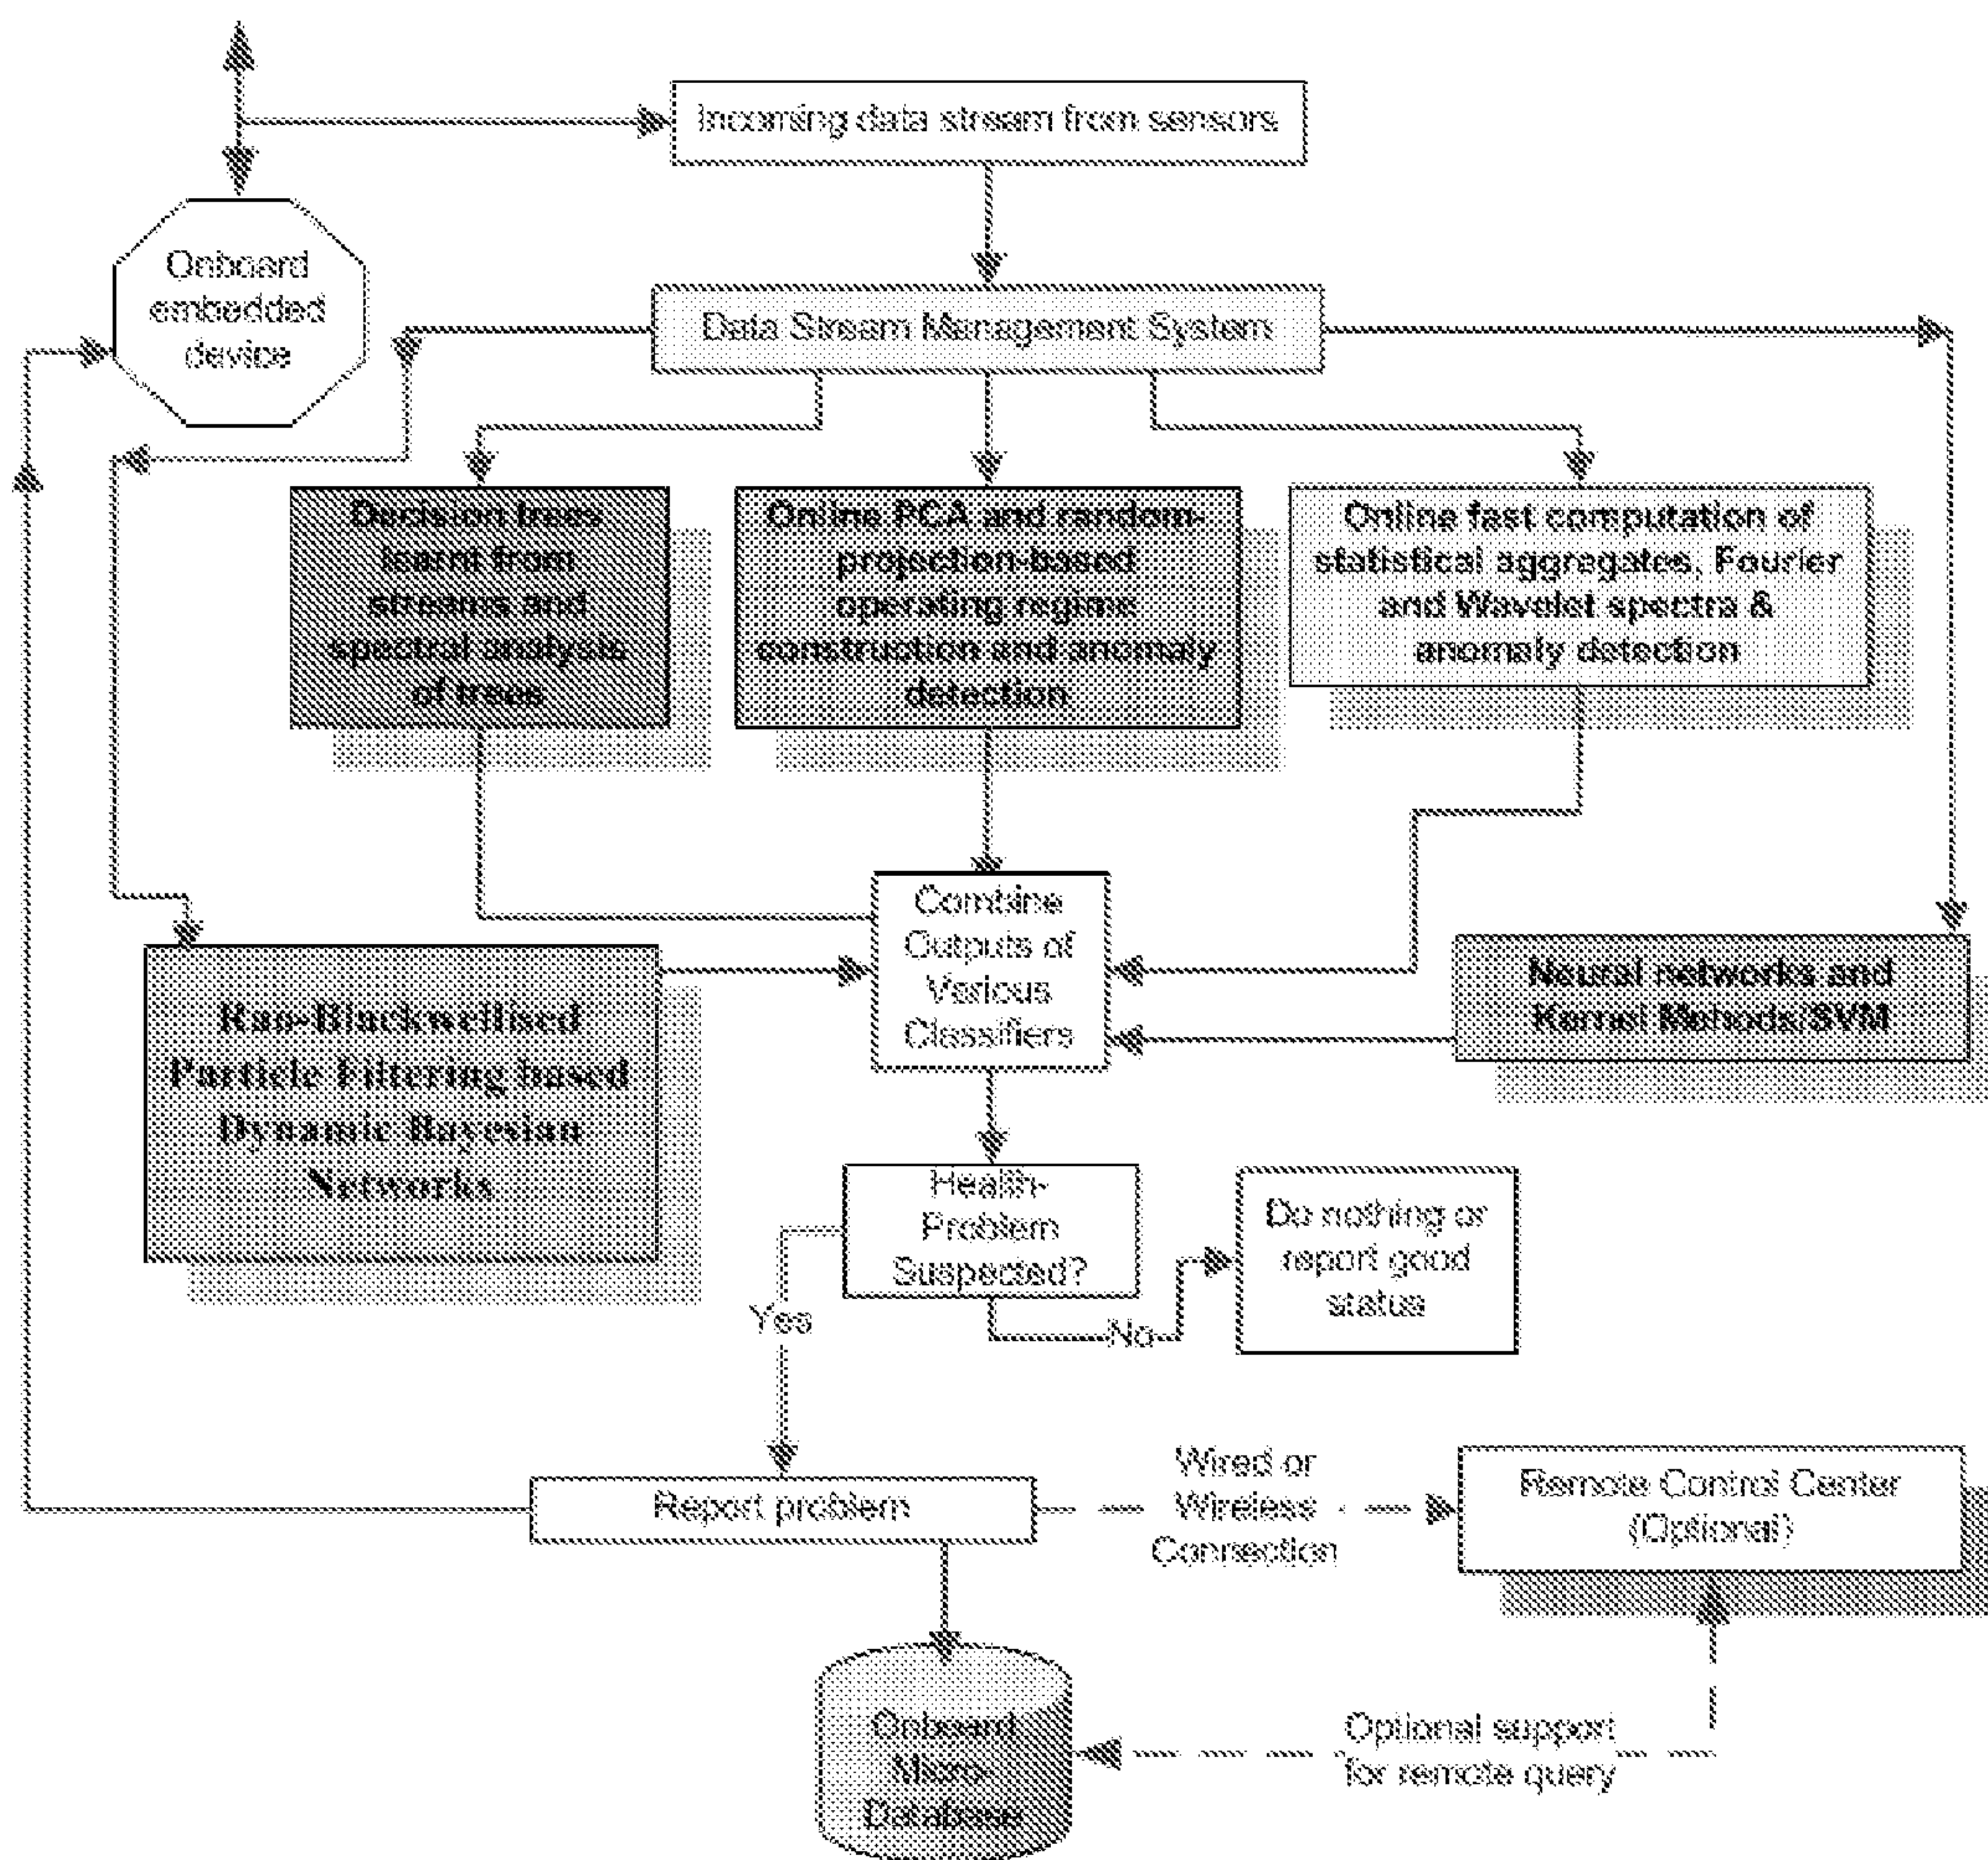 Incoming data stream from sensors
Onboard
embedded
device
Data Stream Management System
Decision trees
learnt from
streams and
spectral analysis
of trees
Online PCA and random-
projection-based
operating regime
construction and anomaly
detection
Online fast computation of
statistical aggregates, Fourier
and Wavelet spectra &
anomaly detection
Combine
Outputs of
Various
Classifiers
Rao-Blackwellised
Particle Filtering based
Dynamic Bayesian
Networks
Neural networks and
Kernel Mehods/SVM
Health-
Problem
Suspected?
Do nothing or
report good
status
Yes
No
Report problem
Wired or
Wireless
Connection
Remote Control Center
(Optional)
Onboard
Micro-
Database
Optional support
for remote query